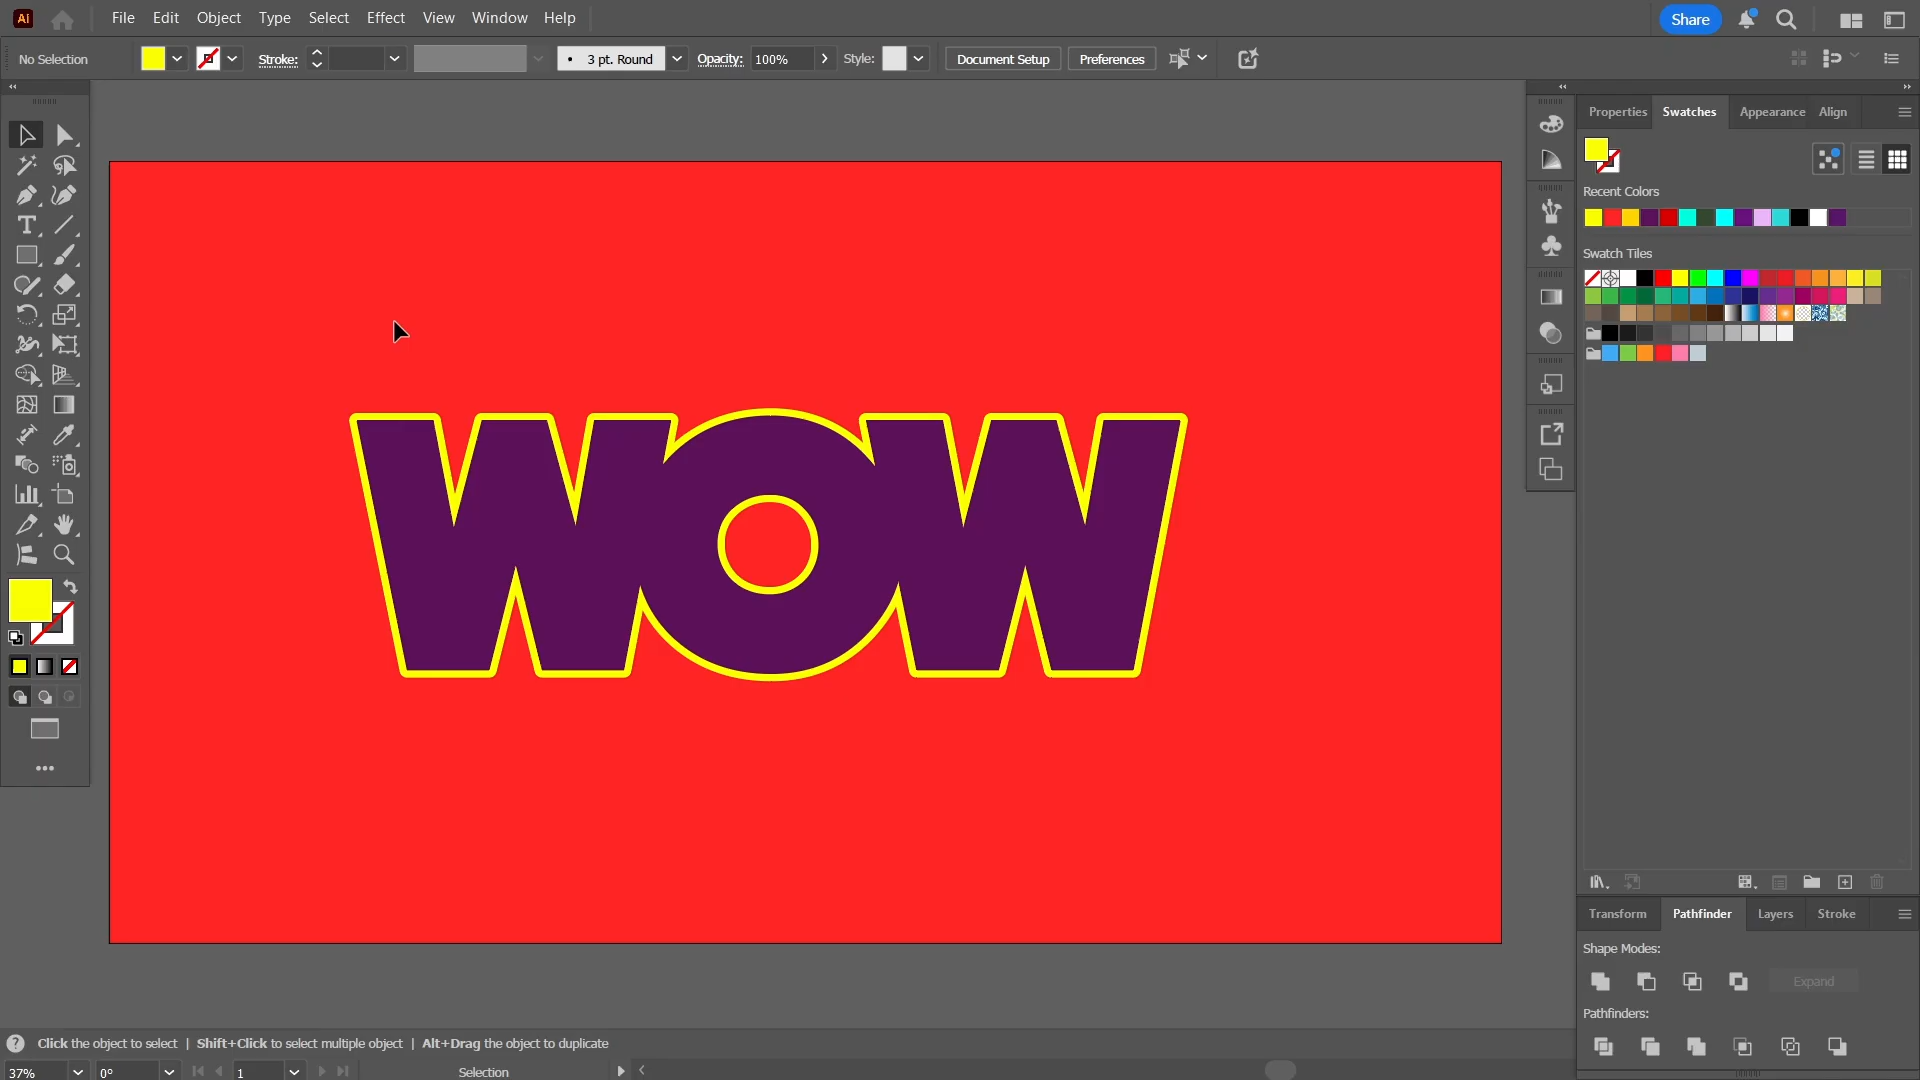 Ai File Edit Object Type Select Effect View Window Help Share
No Selection Stroke: 3 pt. Round Opacity: 100% Style: Document Setup Preferences
Properties Swatches Appearance Align
Recent Colors
Swatch Tiles
WOW
Transform Pathfinder Layers Stroke
Shape Modes:
Expand
Pathfinders:
Click the object to select | Shift+Click to select multiple object | Alt+Drag the object to duplicate
37% 0° 1 Selection